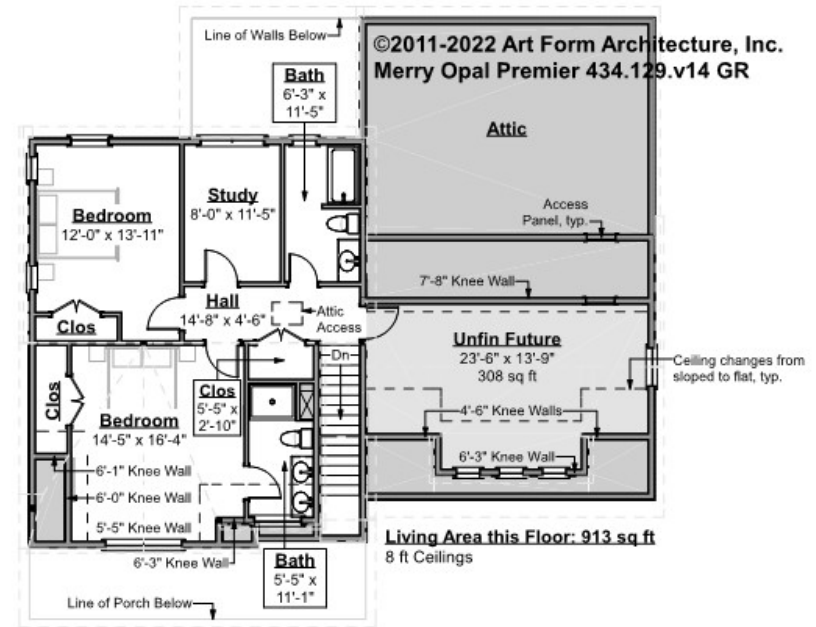 Line of Walls Below
©2011-2022 Art Form Architecture, Inc.
Merry Opal Premier 434.129.v14 GR
Bath
6'-3" x
11'-5"
Attic
Study
8'-0" x 11'-5"
Bedroom
12'-0" x 13'-11"
Access
Panel, typ.
7'-8" Knee Wall
Hall
14'-8" x 4'-6"
Attic
Access
Clos
Unfin Future
23'-6" x 13'-9"
308 sq ft
Dn
Ceiling changes from
sloped to flat, typ.
Clos
Clos
5'-5" x
2'-10"
4'-6" Knee Walls
Bedroom
14'-5" x 16'-4"
6'-3" Knee Wall
6'-1" Knee Wall
6'-0" Knee Wall
5'-5" Knee Wall
Living Area this Floor: 913 sq ft
8 ft Ceilings
6'-3" Knee Wall
Bath
5'-5" x
11'-1"
Line of Porch Below